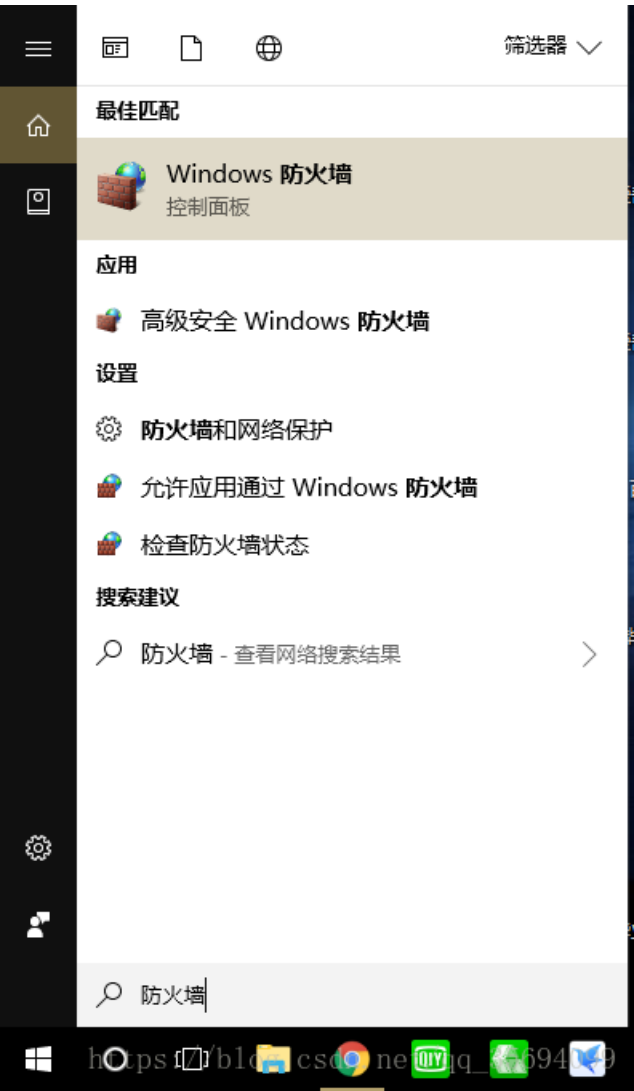 筛选器
最佳匹配
Windows 防火墙
控制面板
应用
高级安全 Windows 防火墙
设置
防火墙和网络保护
允许应用通过 Windows 防火墙
检查防火墙状态
搜索建议
防火墙 - 查看网络搜索结果
防火墙